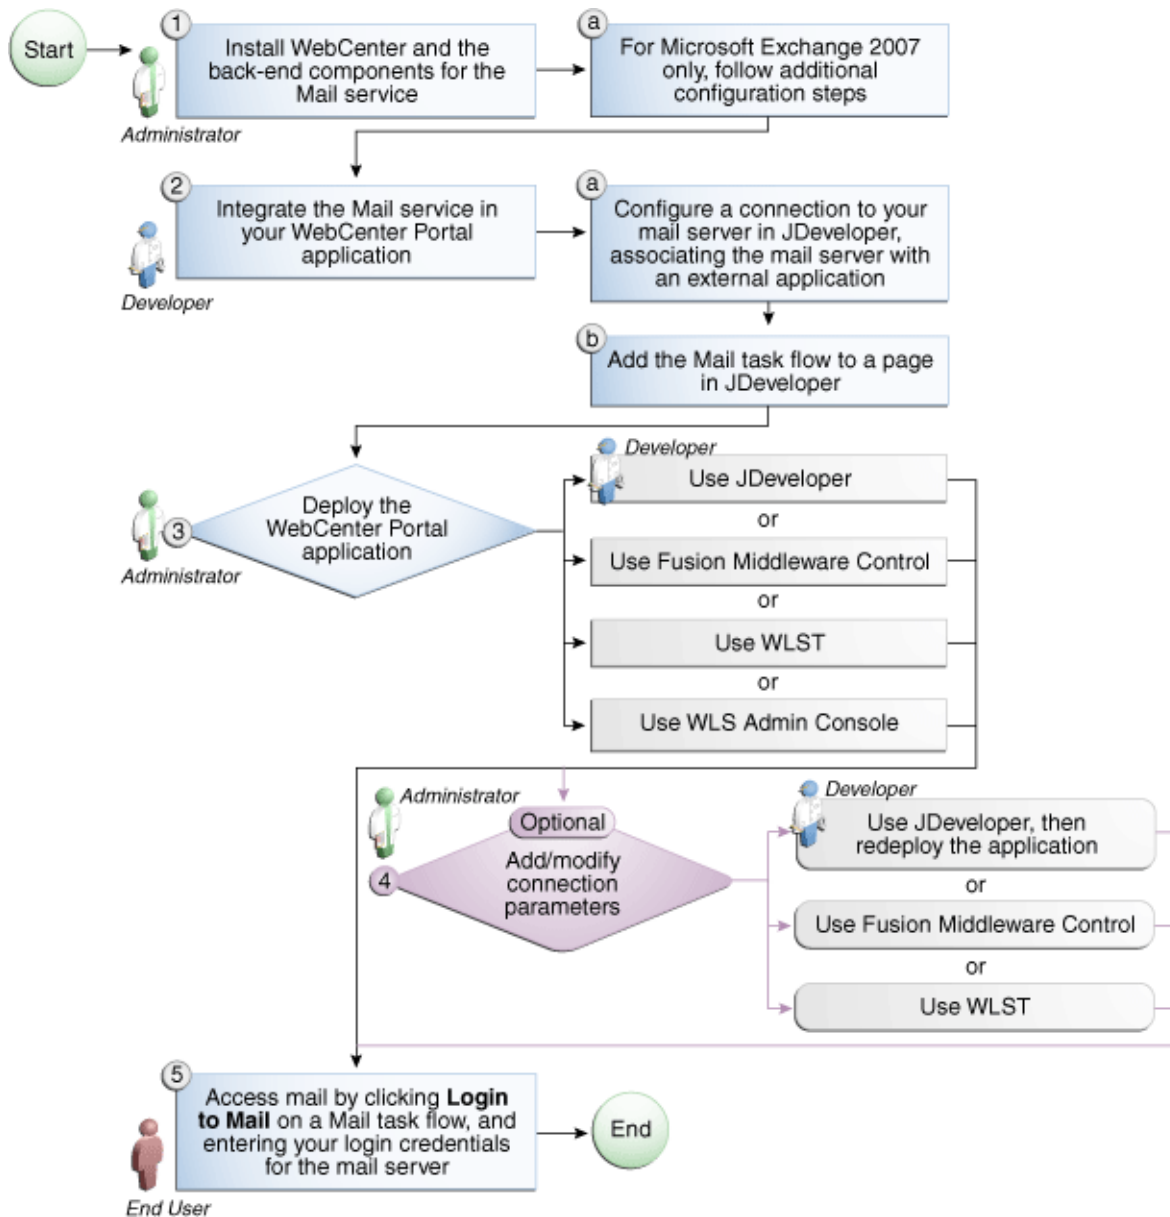 Start
1
Install WebCenter and the
back-end components for the
Mail service
Administrator
a
For Microsoft Exchange 2007
only, follow additional
configuration steps
2
Integrate the Mail service in
your WebCenter Portal
application
Developer
a
Configure a connection to your
mail server in JDeveloper,
associating the mail server with
an external application
b
Add the Mail task flow to a page
in JDeveloper
3
Deploy the
WebCenter Portal
application
Administrator
Developer
Use JDeveloper
or
Use Fusion Middleware Control
or
Use WLST
or
Use WLS Admin Console
Administrator
Optional
4
Add/modify
connection
parameters
Developer
Use JDeveloper, then
redeploy the application
or
Use Fusion Middleware Control
or
Use WLST
5
Access mail by clicking Login
to Mail on a Mail task flow, and
entering your login credentials
for the mail server
End User
End